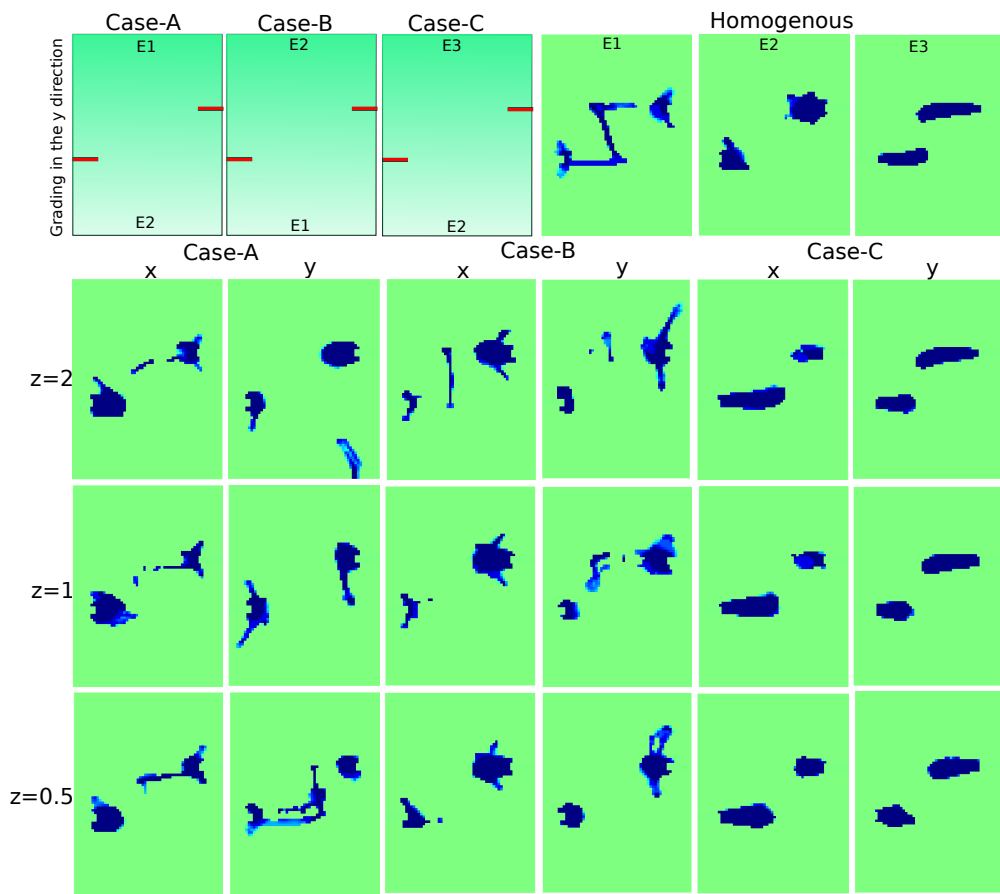 Case-A Case-B Case-C Homogenous
Grading in the y direction
E1 E2 E3 E1 E2 E3
E2 E1 E2
Case-A Case-B Case-C
x y x y x y
z=2
z=1
z=0.5